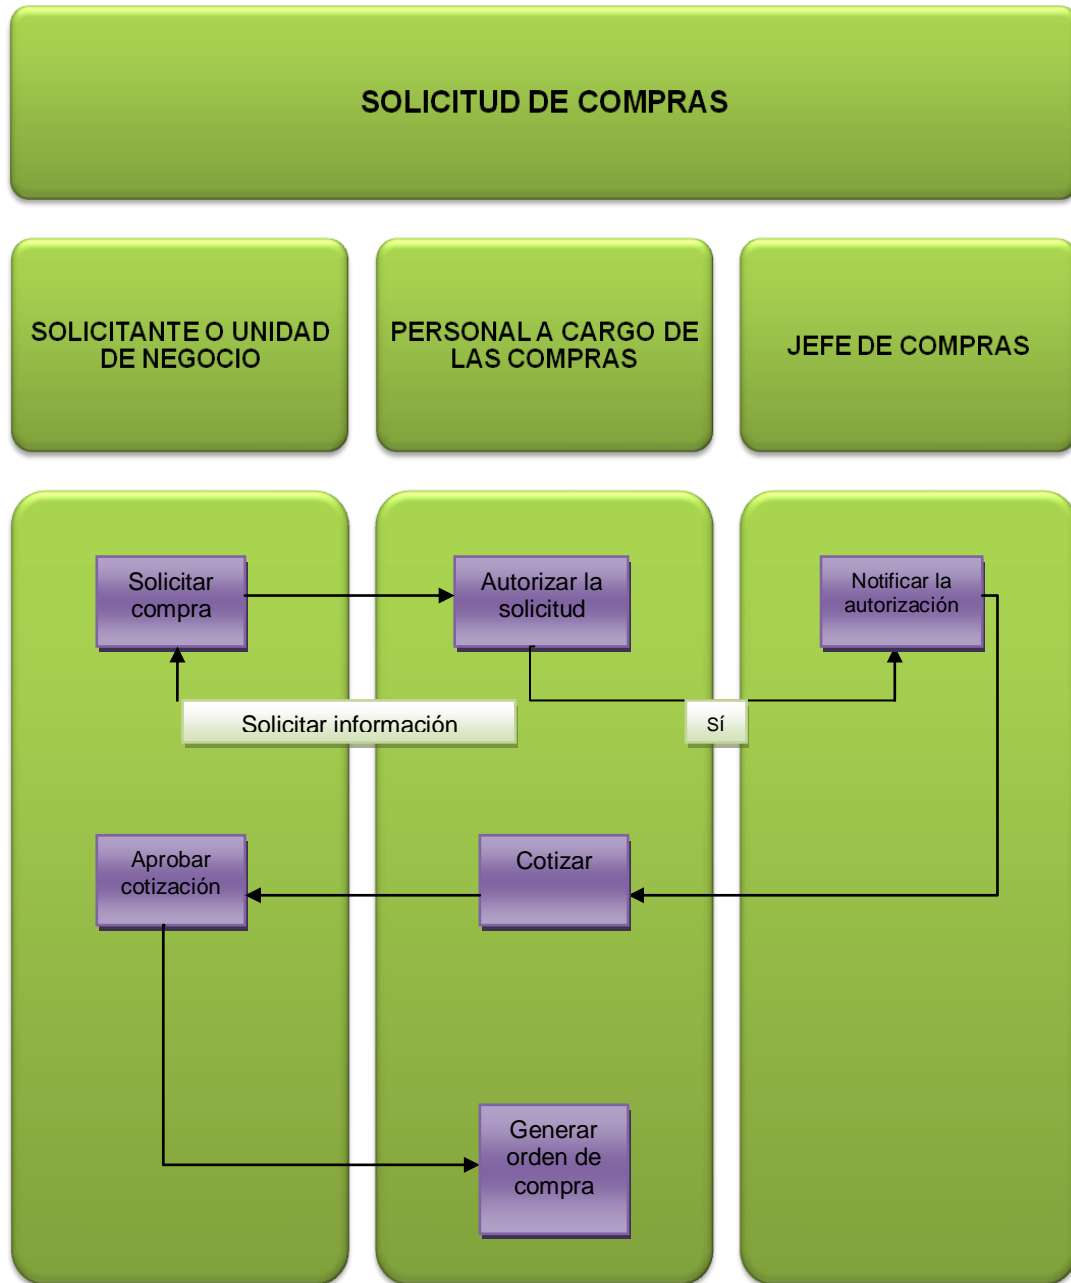 SOLICITUD DE COMPRAS
SOLICITANTE O UNIDAD
DE NEGOCIO
PERSONAL A CARGO DE
LAS COMPRAS
JEFE DE COMPRAS
Solicitar
compra
Autorizar la
solicitud
Notificar la
autorización
Solicitar información
Sí
Aprobar
cotización
Cotizar
Generar
orden de
compra